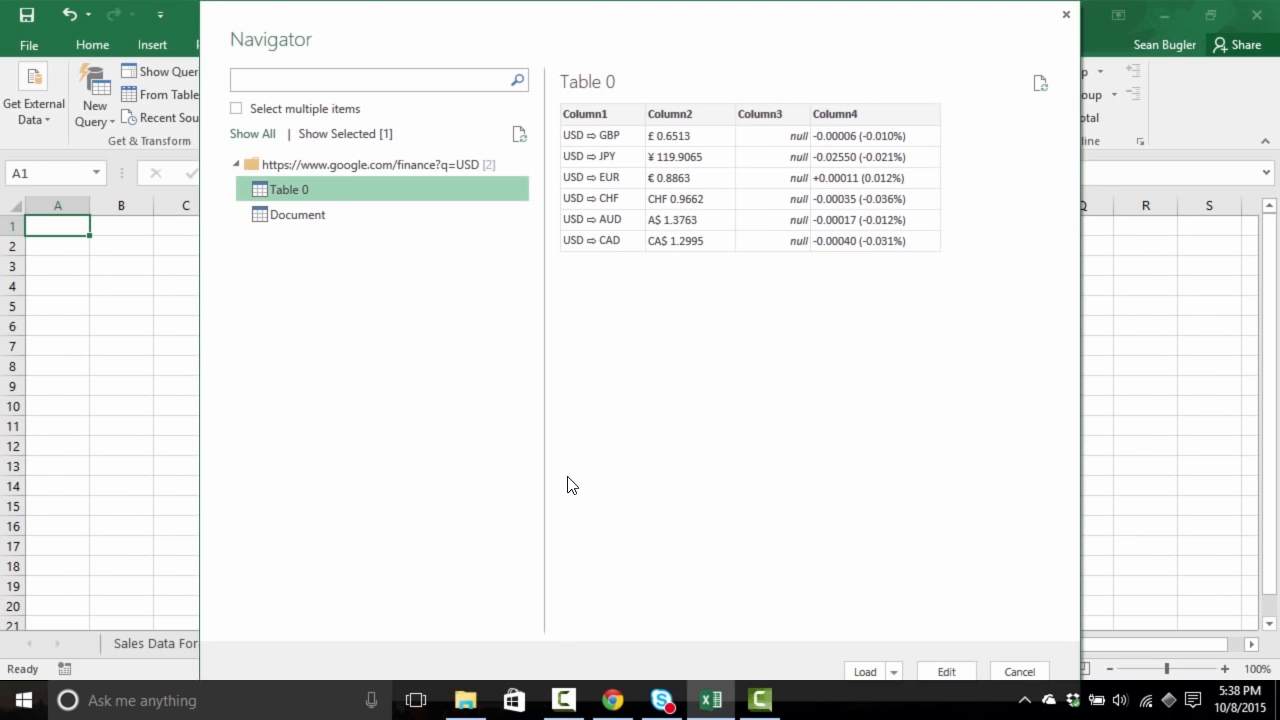 Navigator
File
Home
Insert
Sean Bugler
Share
Get External
Data
New
Query
Show Quer
From Table
Recent Sou
Get & Transform
Select multiple items
Show All | Show Selected [1]
https://www.google.com/finance?q=USD [2]
Table 0
Document
Table 0
Column1 Column2 Column3 Column4
USD ⇨ GBP £ 0.6513 null -0.00006 (-0.010%)
USD ⇨ JPY ¥ 119.9065 null -0.02550 (-0.021%)
USD ⇨ EUR € 0.8863 null +0.00011 (0.012%)
USD ⇨ CHF CHF 0.9662 null -0.00035 (-0.036%)
USD ⇨ AUD A$ 1.3763 null -0.00017 (-0.012%)
USD ⇨ CAD CA$ 1.2995 null -0.00040 (-0.031%)
p
oup
otal
line
A1
A B C
Q R S
1
2
3
4
5
6
7
8
9
10
11
12
13
14
15
16
17
18
19
20
21
Sales Data For
Load
Edit
Cancel
Ready
100%
Ask me anything
5:38 PM
10/8/2015